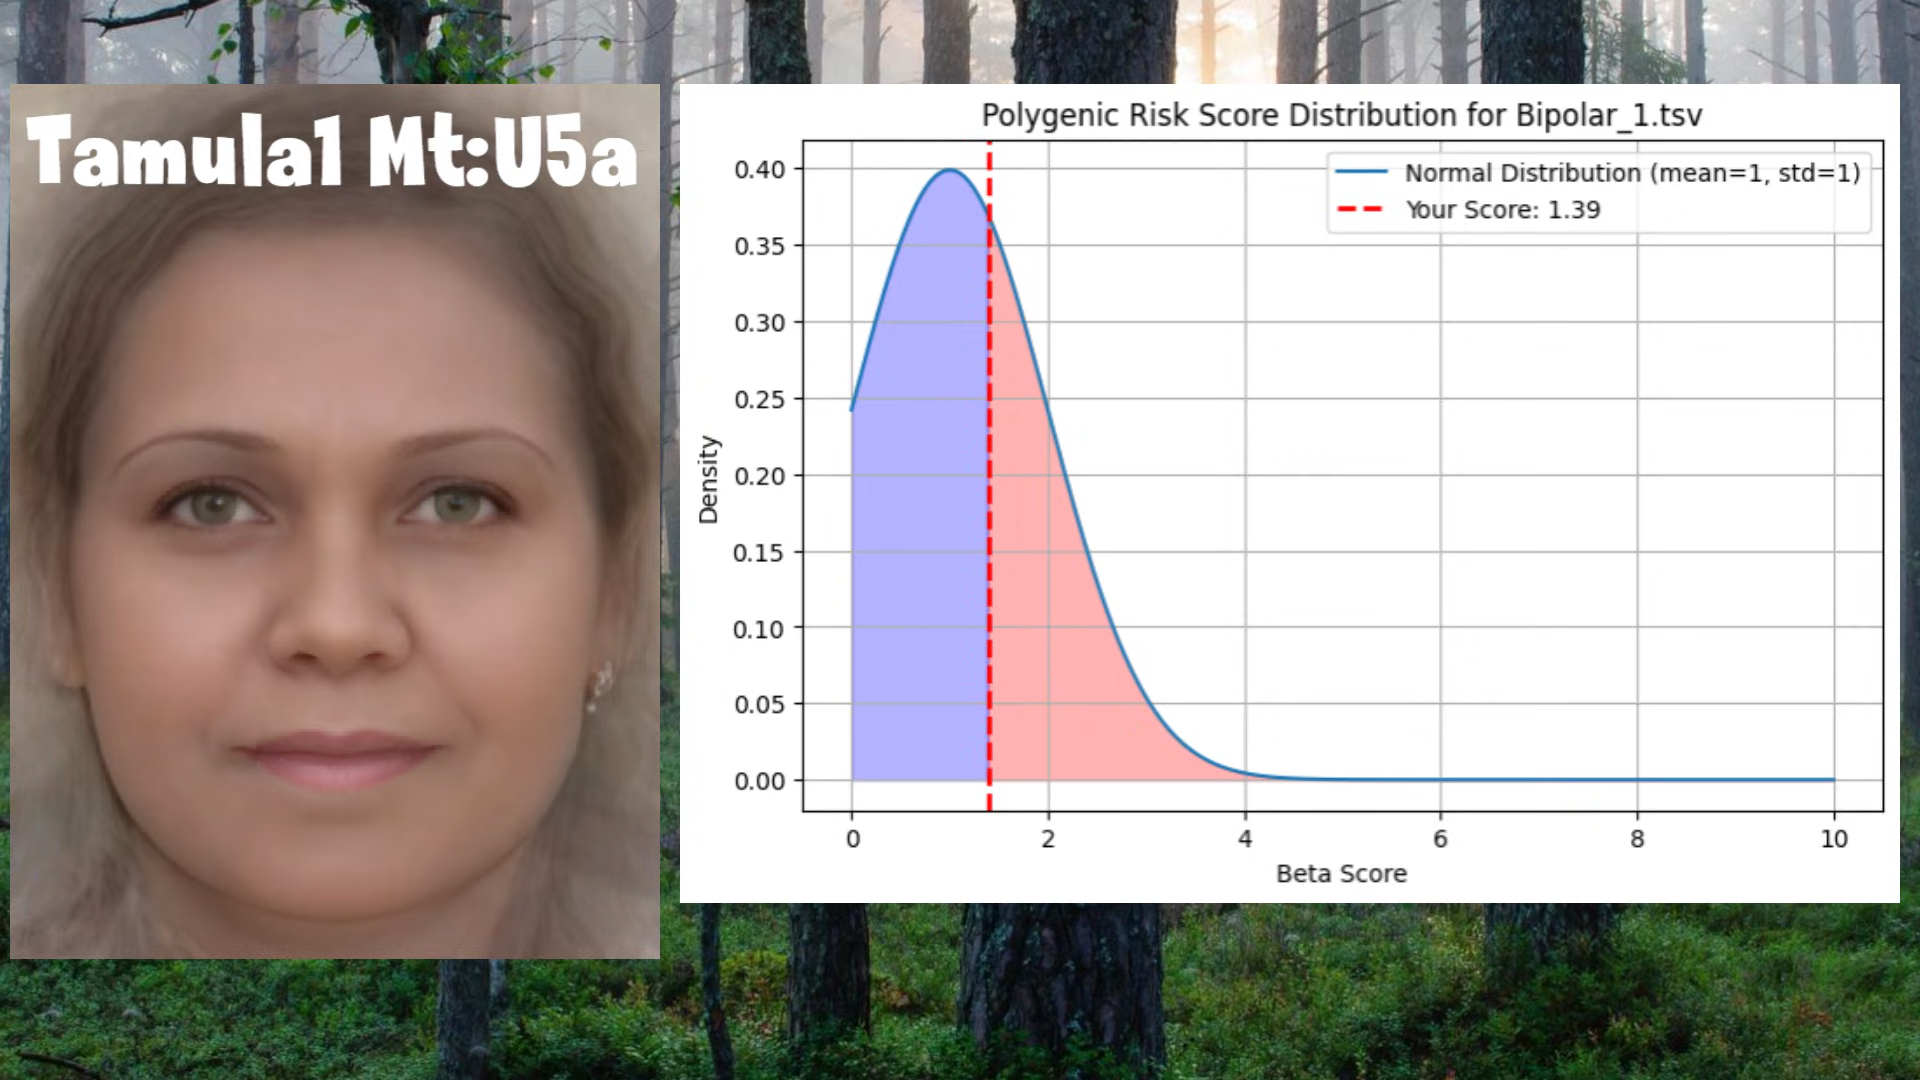 Tamula1 Mt:U5a
Polygenic Risk Score Distribution for Bipolar_1.tsv
Normal Distribution (mean=1, std=1)
Your Score: 1.39
0.40
0.35
0.30
0.25
0.20
0.15
0.10
0.05
0.00
Density
0 2 4 6 8 10
Beta Score